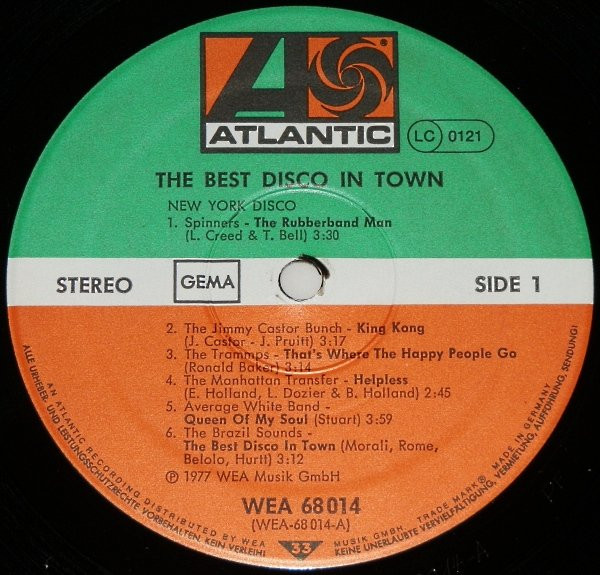 ATLANTIC
LC 0121
THE BEST DISCO IN TOWN
NEW YORK DISCO
1. Spinners - The Rubberband Man
(L. Creed & T. Bell) 3:30
STEREO GEMA SIDE 1
2. The Jimmy Castor Bunch - King Kong
(J. Castor - J. Pruitt) 3:17
3. The Trammps - That's Where The Happy People Go
(Ronald Baker) 3:14
4. The Manhattan Transfer - Helpless
(E. Holland, L. Dozier & B. Holland) 2:45
5. Average White Band -
Queen Of My Soul (Stuart) 3:59
6. The Brazil Sounds -
The Best Disco In Town (Morali, Rome,
Belolo, Hurtt) 3:12
℗ 1977 WEA Musik GmbH
WEA 68014
(WEA-68 014-A)
33
ALLE URHEBER- UND LEISTUNGSSCHUTZRECHTE VORBEHALTEN. KEIN VERLEIH!
KEINE UNERLAUBTE VERVIELFÄLTIGUNG, VERMIETUNG, AUFFÜHRUNG, SENDUNG!
AN ATLANTIC RECORDING DISTRIBUTED BY WEA MUSIK GMBH. TRADE MARK® MADE IN GERMANY